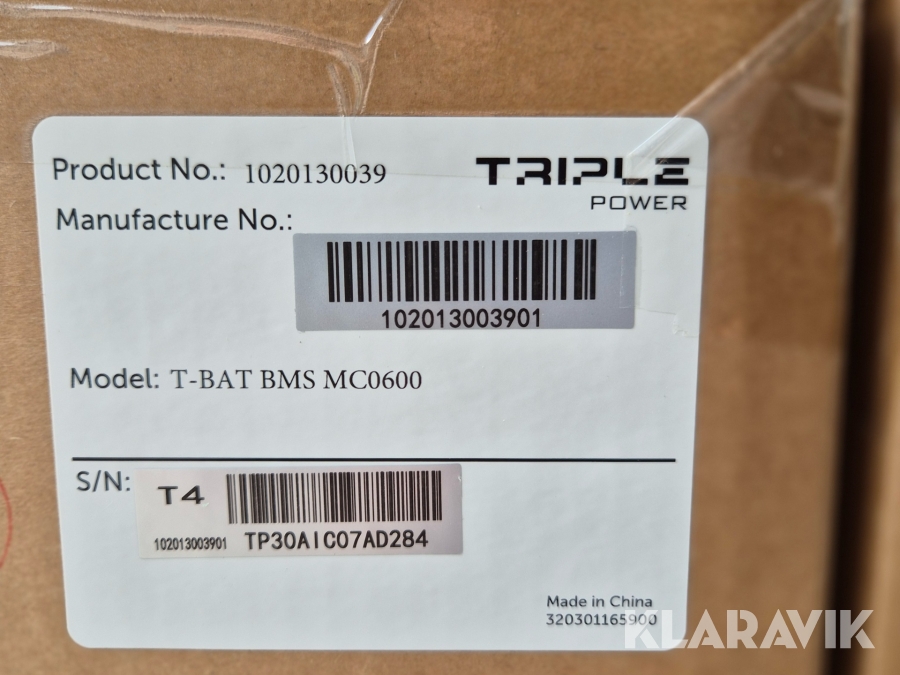 Product No.: 1020130039
TRIPLE
POWER
Manufacture No.:
102013003901
Model: T-BAT BMS MC0600
S/N:
T4
102013003901 TP30AIC07AD284
Made in China
320301165900
KLARAVIK